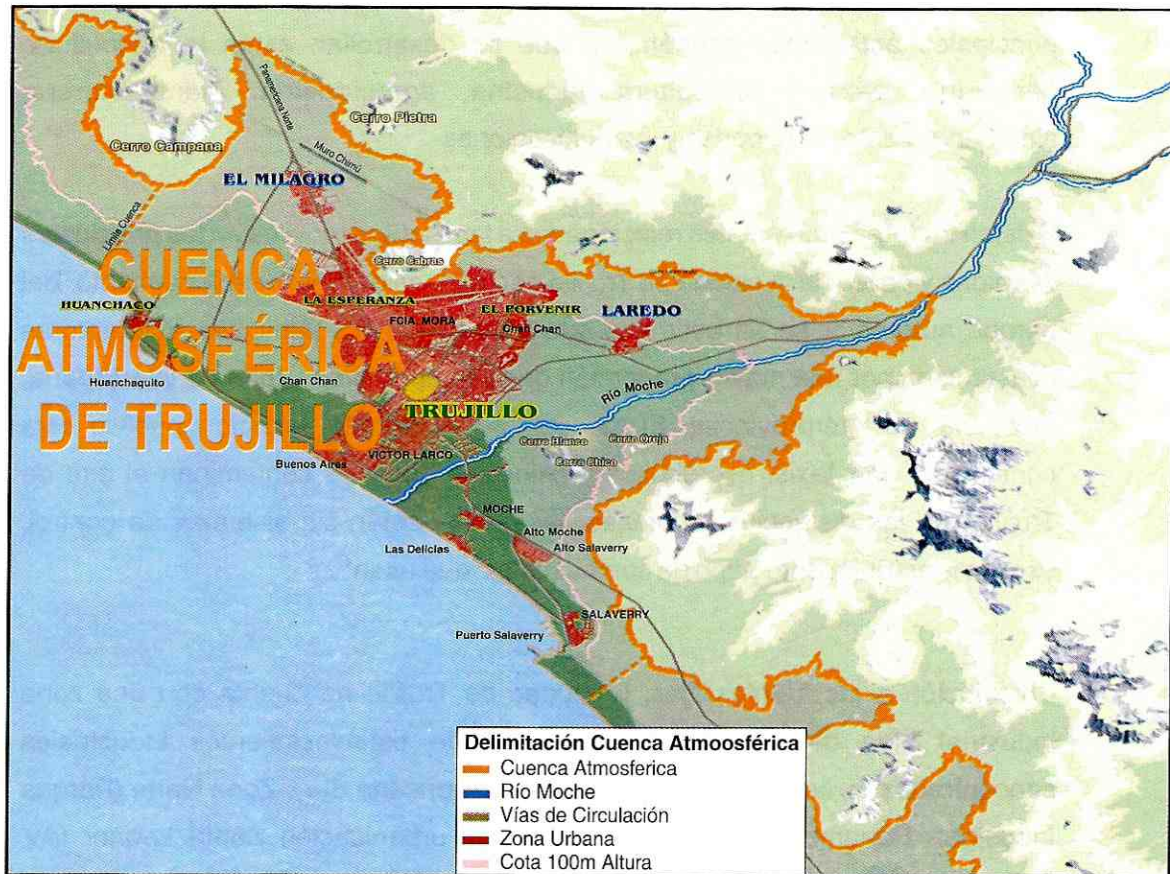 Panamericana Norte
Cerro Pietra
Cerro Campana
Muro Chimú
EL MILAGRO
Límite Cuenca
CUENCA
ATMOSFÉRICA
DE TRUJILLO
Cerro Cabras
HUANCHACO
LA ESPERANZA
EL PORVENIR
LAREDO
FCIA. MORA
Chan Chan
Huanchaquito
Chan Chan
Río Moche
TRUJILLO
Cerro Blanco
Cerro Oreja
Cerro Chico
Buenos Aires
VICTOR LARCO
MOCHE
Alto Moche
Las Delicias
Alto Salaverry
SALAVERRY
Puerto Salaverry
Delimitación Cuenca Atmoosférica
Cuenca Atmosferica
Río Moche
Vías de Circulación
Zona Urbana
Cota 100m Altura